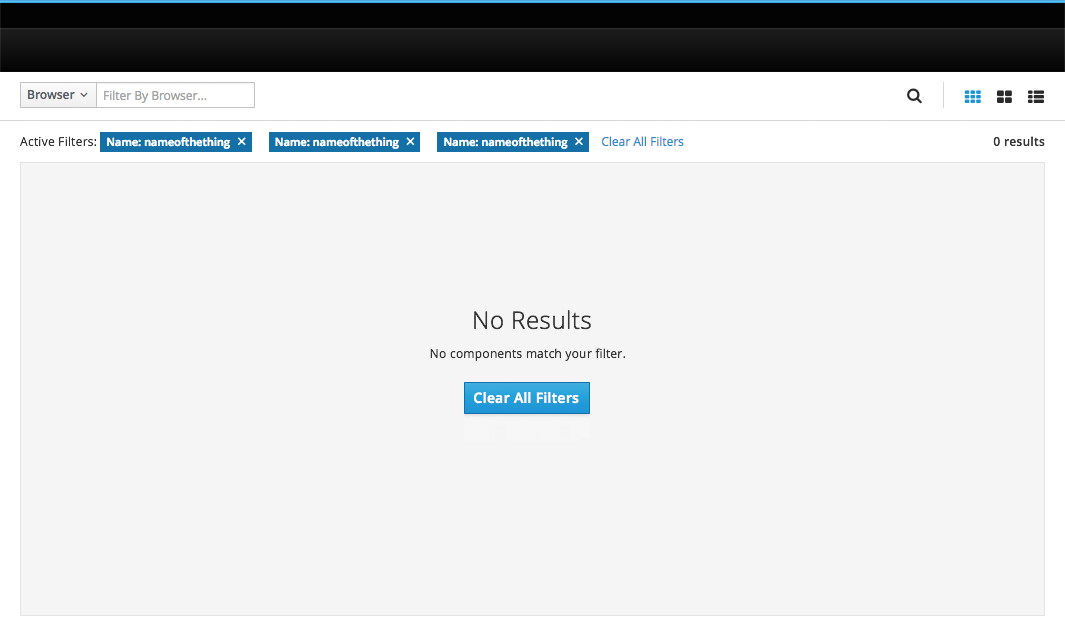 Browser Filter By Browser...
Active Filters: Name: nameofthething × Name: nameofthething × Name: nameofthething × Clear All Filters 0 results
No Results
No components match your filter.
Clear All Filters